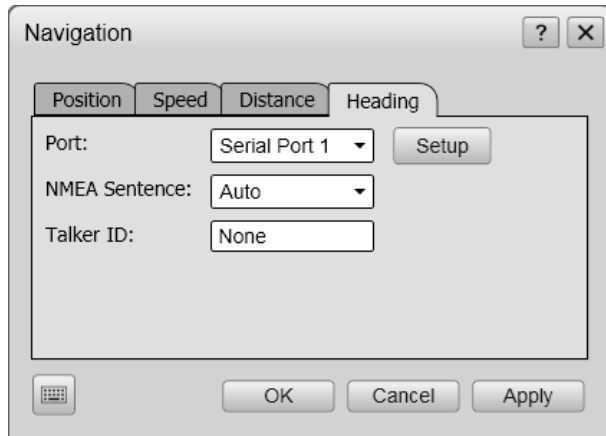 Navigation ?
Position Speed Distance Heading
Port: Serial Port 1 Setup
NMEA Sentence: Auto
Talker ID: None
OK Cancel Apply